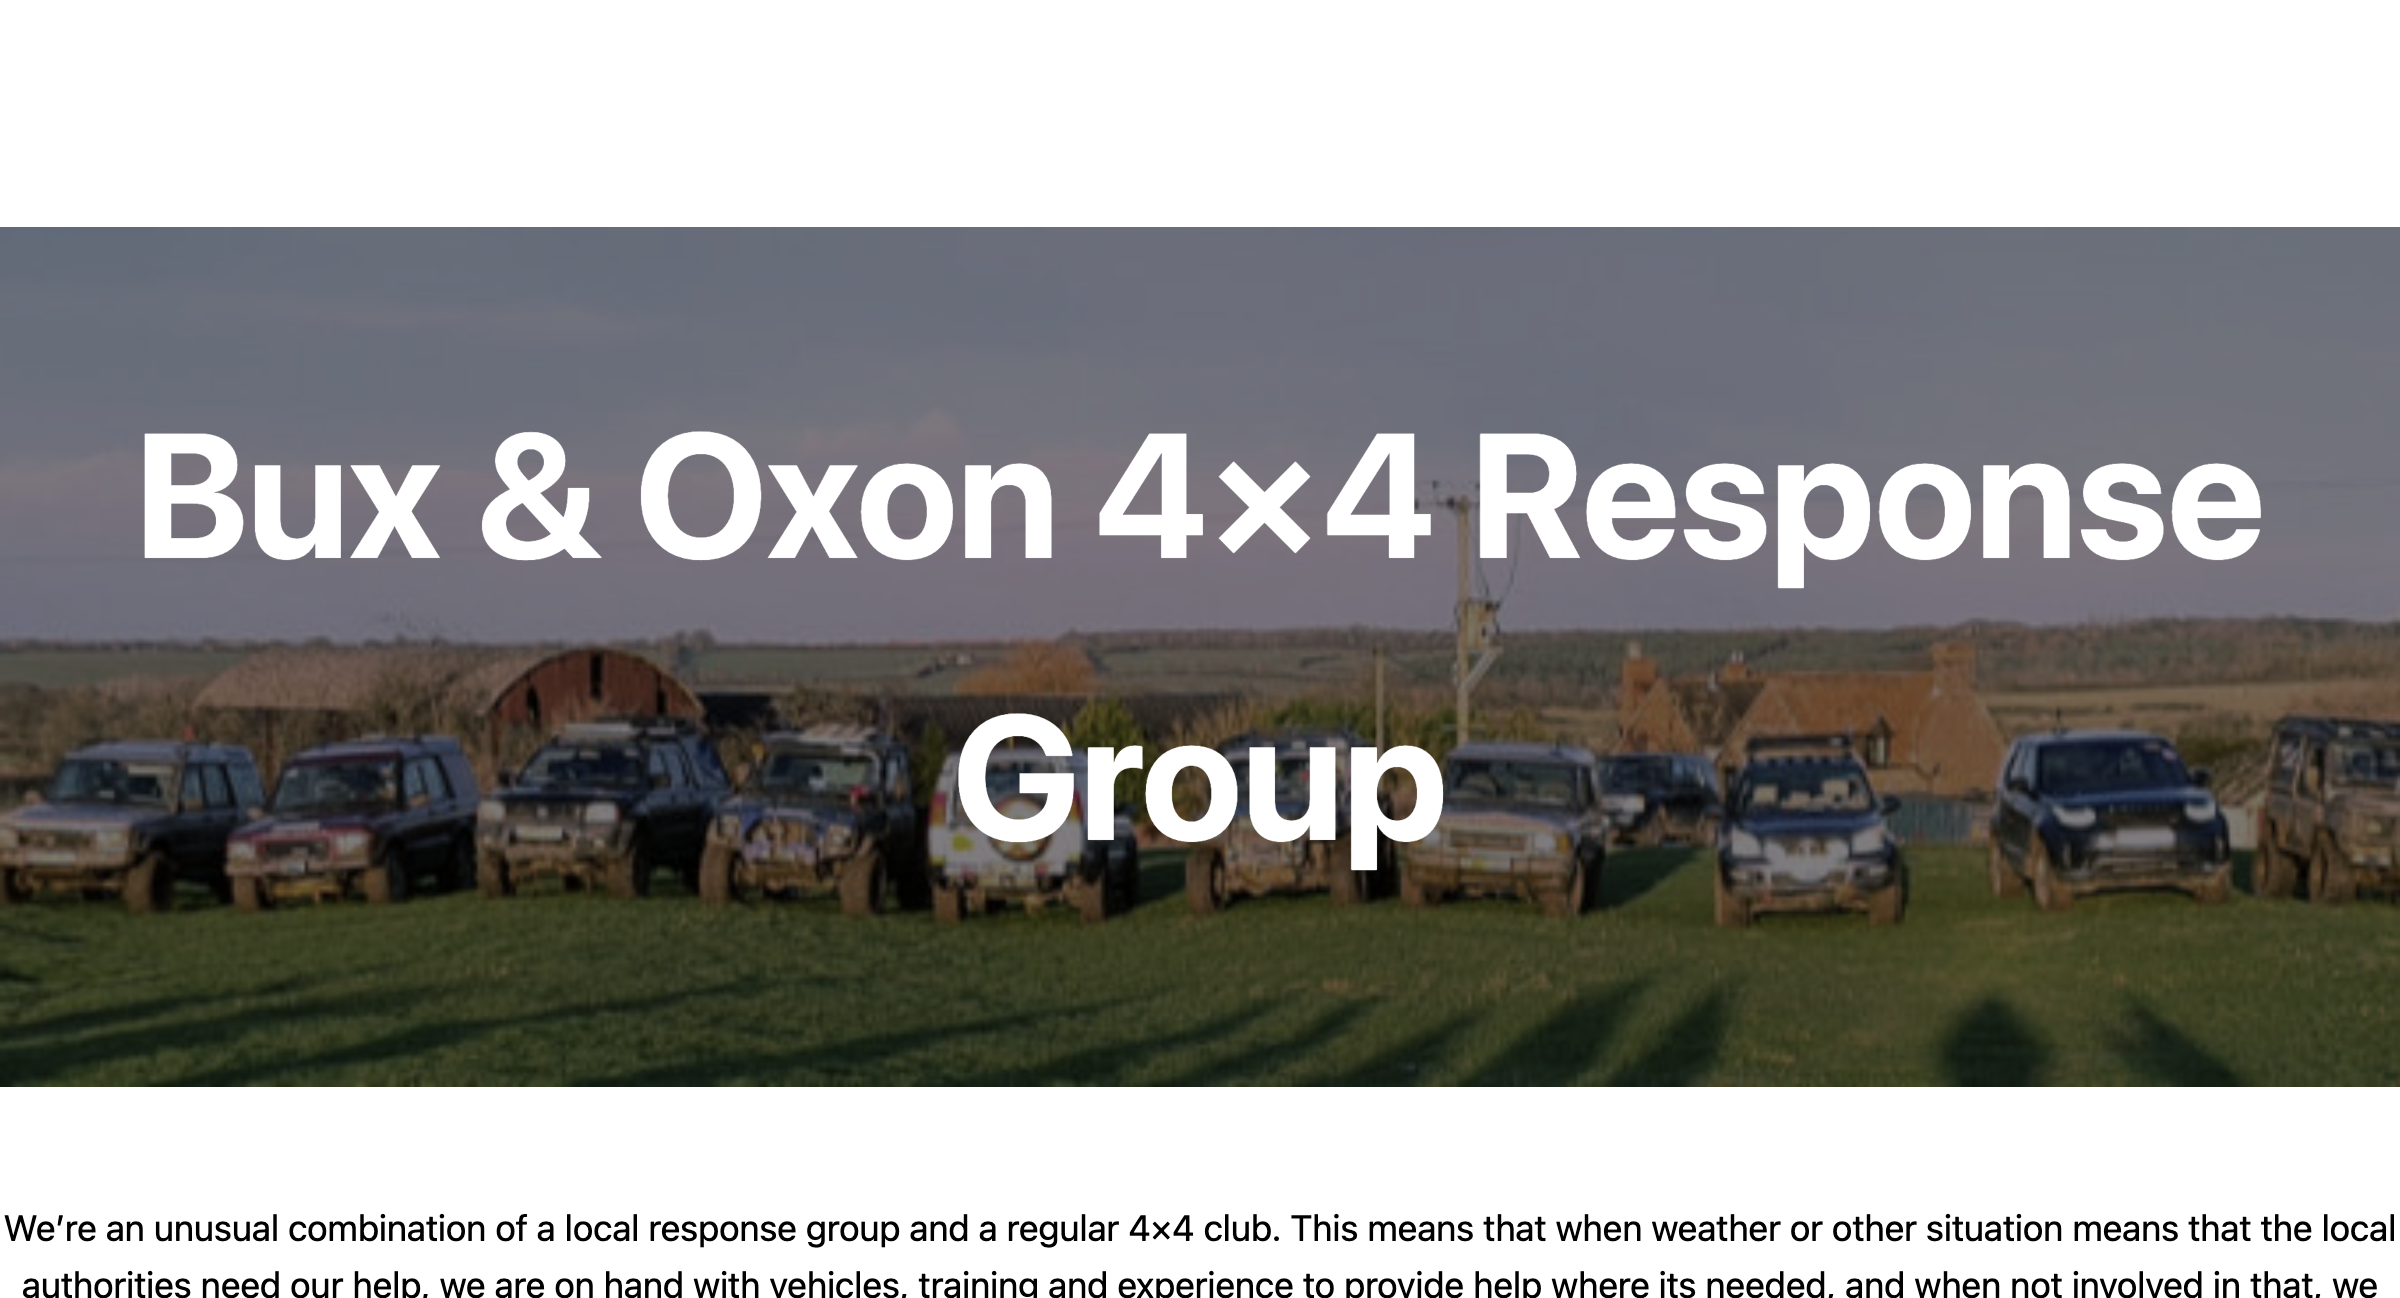 Bux & Oxon 4×4 Response
Group
We’re an unusual combination of a local response group and a regular 4×4 club. This means that when weather or other situation means that the local
authorities need our help, we are on hand with vehicles, training and experience to provide help where its needed, and when not involved in that, we